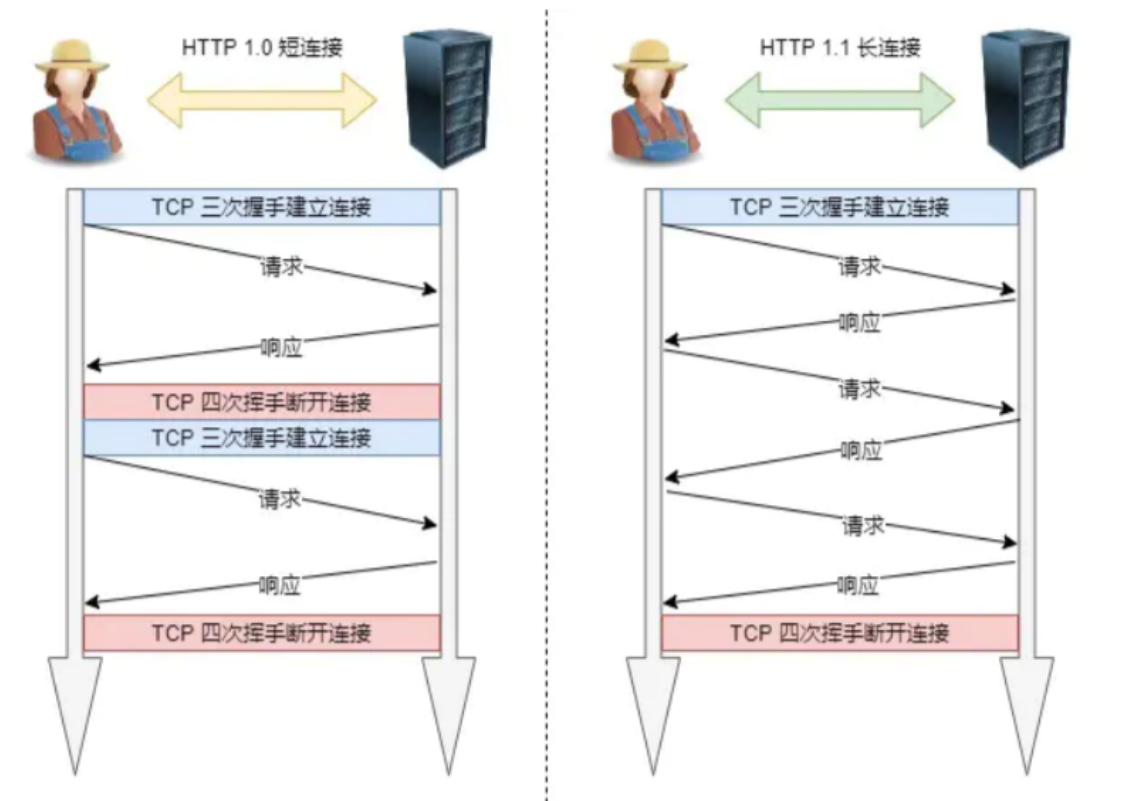 HTTP 1.0 短连接
TCP 三次握手建立连接
请求
响应
TCP 四次挥手断开连接
TCP 三次握手建立连接
请求
响应
TCP 四次挥手断开连接
HTTP 1.1 长连接
TCP 三次握手建立连接
请求
响应
请求
响应
请求
响应
TCP 四次挥手断开连接